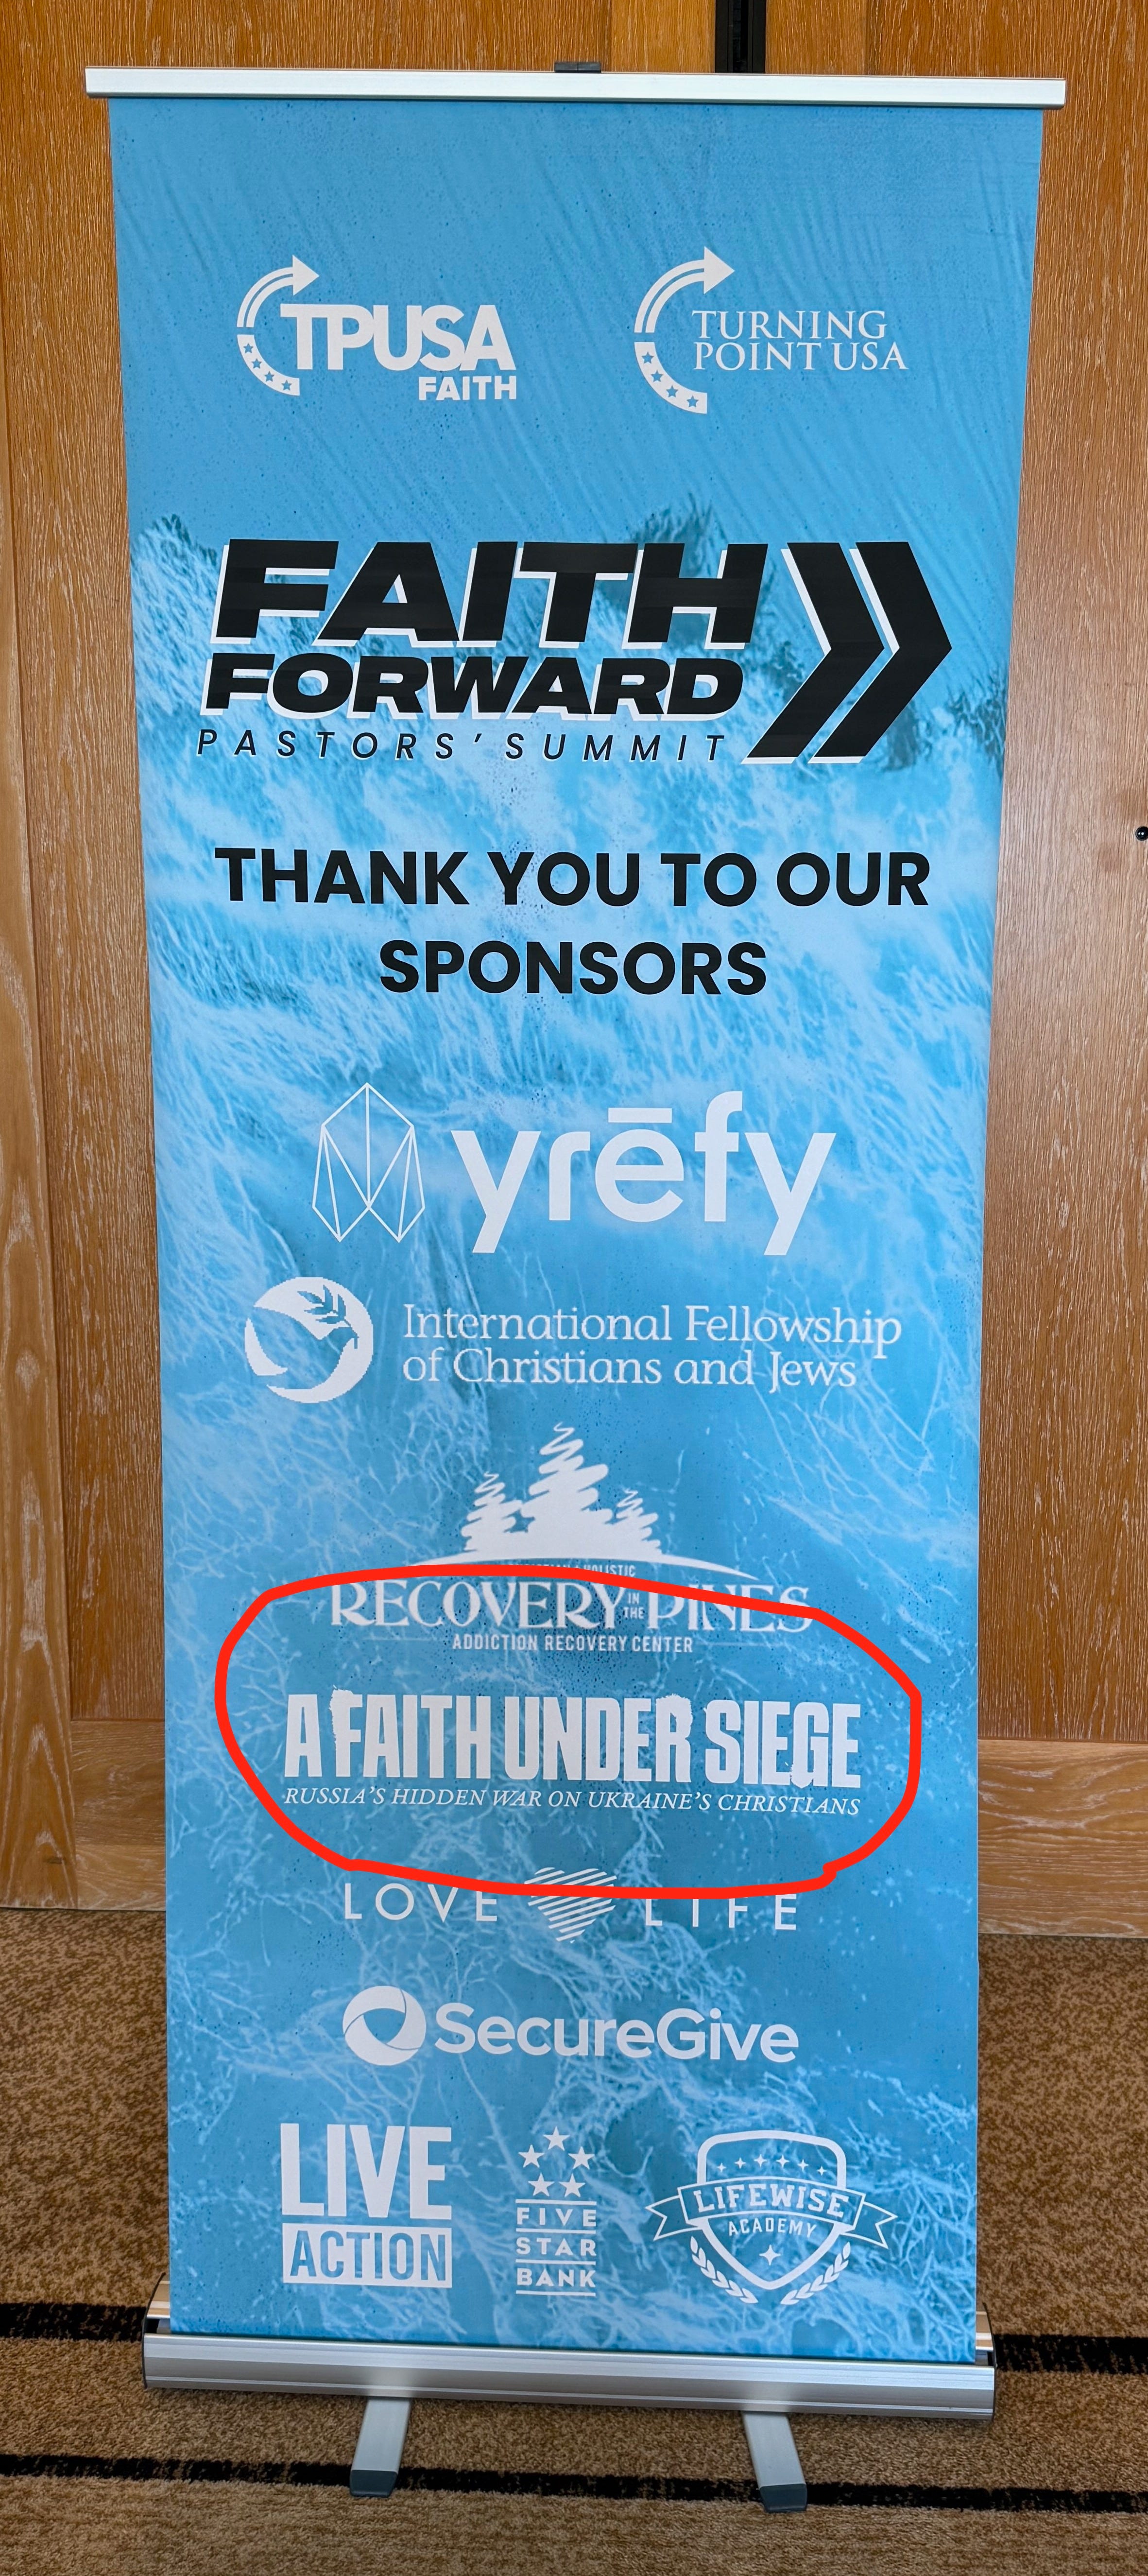 TPUSA
FAITH
TURNING
POINT USA
FAITH
FORWARD
PASTORS' SUMMIT
THANK YOU TO OUR
SPONSORS
yrēfy
International Fellowship
of Christians and Jews
HOLISTIC
RECOVERY IN THE PINES
ADDICTION RECOVERY CENTER
A FAITH UNDER SIEGE
RUSSIA'S HIDDEN WAR ON UKRAINE'S CHRISTIANS
LOVE LIFE
SecureGive
LIVE
ACTION
FIVE
STAR
BANK
LIFEWISE
ACADEMY